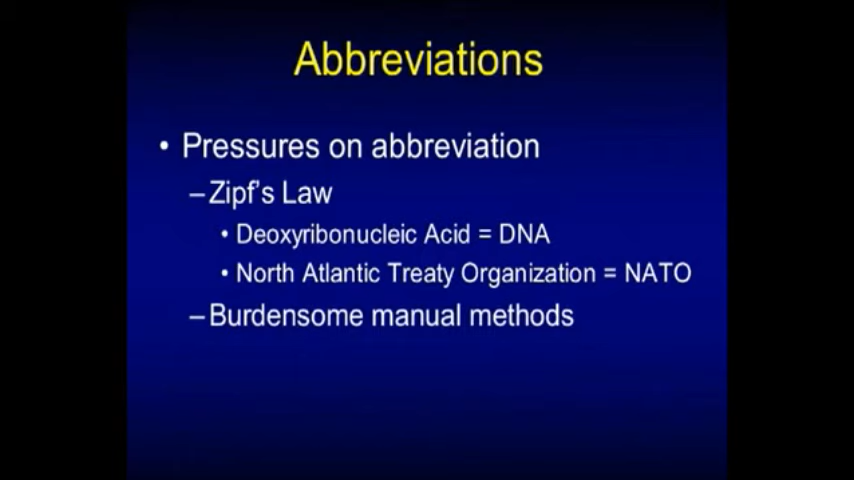 Abbreviations
• Pressures on abbreviation
–Zipf's Law
• Deoxyribonucleic Acid = DNA
• North Atlantic Treaty Organization = NATO
–Burdensome manual methods